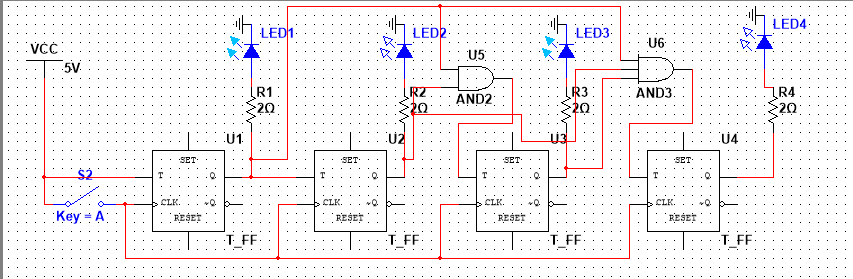 LED1 LED2 LED3 LED4
VCC U5 U6
5V
R1 R2 R3 R4
2Ω 2Ω 2Ω 2Ω
AND2 AND3
U1 U2 U3 U4
SET SET SET SET
S2 T Q T Q T Q T Q
CLK ~Q CLK ~Q CLK ~Q CLK ~Q
Key = A RESET RESET RESET RESET
T_FF T_FF T_FF T_FF